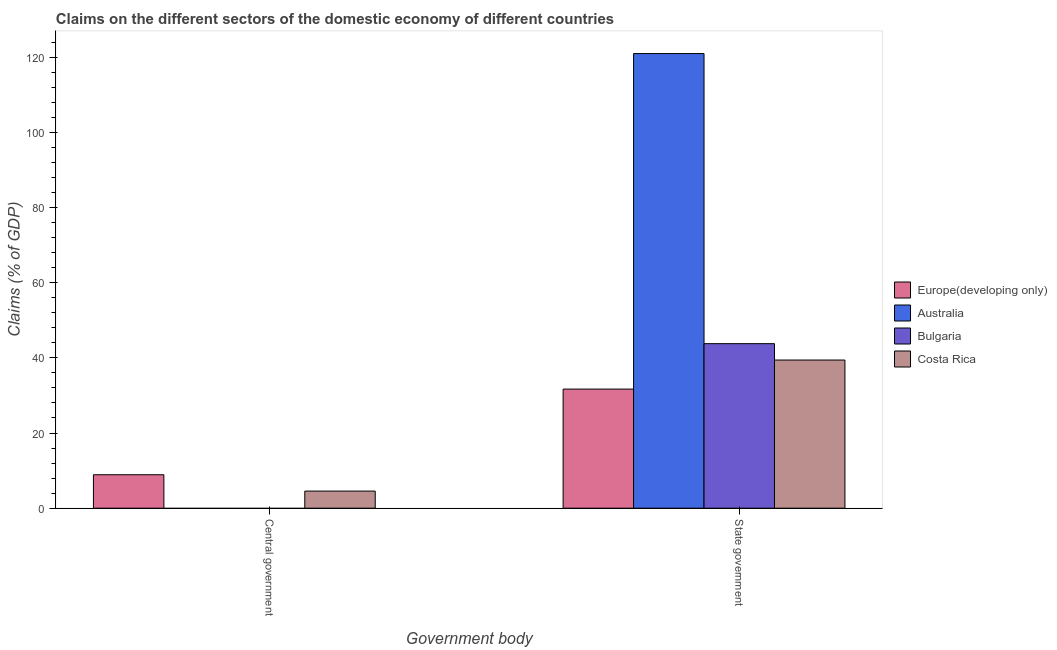 Claims on the different sectors of the domestic economy of different countries
Claims (% of GDP)
0
20
40
60
80
100
120
Central government
State government
Government body
Europe(developing only)
Australia
Bulgaria
Costa Rica